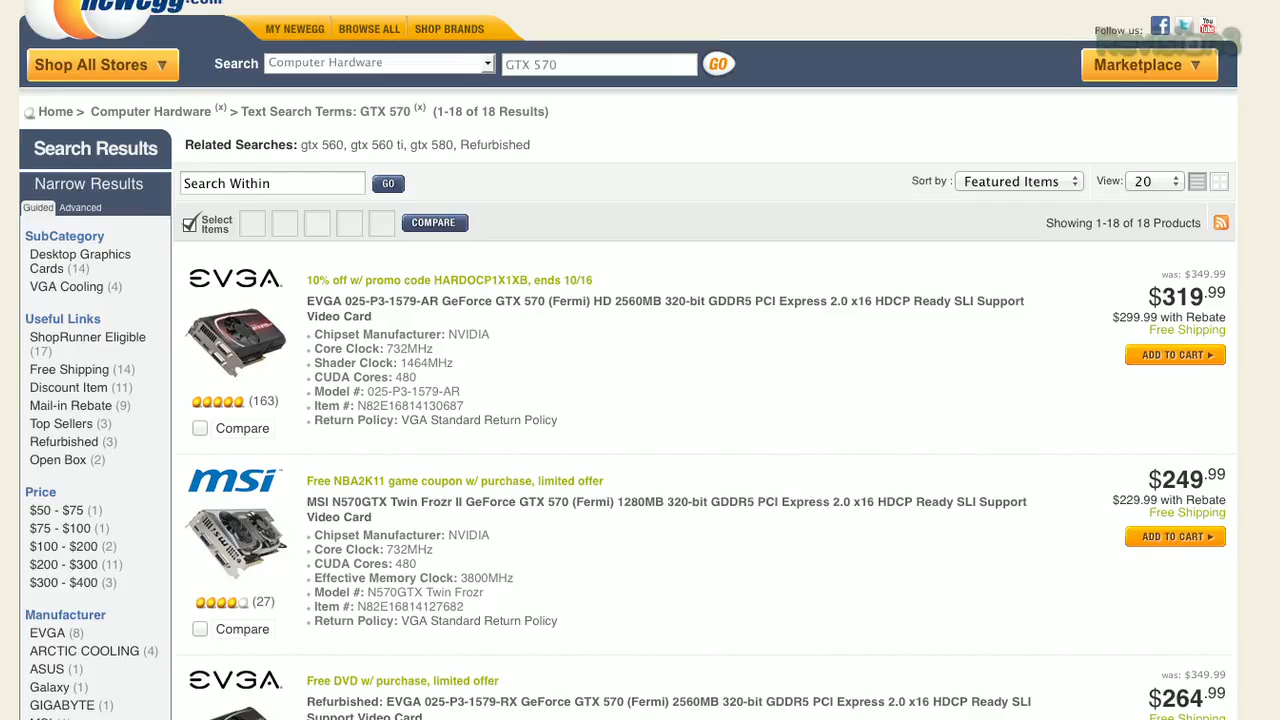 newegg.com
MY NEWEGG BROWSE ALL SHOP BRANDS
Follow us: f You Tube
Revision3
Shop All Stores Search Computer Hardware GTX 570 GO Marketplace
Home > Computer Hardware (x) > Text Search Terms: GTX 570 (x) (1-18 of 18 Results)
Search Results
Narrow Results
Guided Advanced
SubCategory
Desktop Graphics
Cards (14)
VGA Cooling (4)
Useful Links
ShopRunner Eligible
(17)
Free Shipping (14)
Discount Item (11)
Mail-in Rebate (9)
Top Sellers (3)
Refurbished (3)
Open Box (2)
Price
$50 - $75 (1)
$75 - $100 (1)
$100 - $200 (2)
$200 - $300 (11)
$300 - $400 (3)
Manufacturer
EVGA (8)
ARCTIC COOLING (4)
ASUS (1)
Galaxy (1)
GIGABYTE (1)
Related Searches: gtx 560, gtx 560 ti, gtx 580, Refurbished
Search Within GO
Sort by : Featured Items View: 20
Select
Items
COMPARE
Showing 1-18 of 18 Products
EVGA.
(163)
Compare
10% off w/ promo code HARDOCP1X1XB, ends 10/16
EVGA 025-P3-1579-AR GeForce GTX 570 (Fermi) HD 2560MB 320-bit GDDR5 PCI Express 2.0 x16 HDCP Ready SLI Support
Video Card
Chipset Manufacturer: NVIDIA
Core Clock: 732MHz
Shader Clock: 1464MHz
CUDA Cores: 480
Model #: 025-P3-1579-AR
Item #: N82E16814130687
Return Policy: VGA Standard Return Policy
was: $349.99
$319.99
$299.99 with Rebate
Free Shipping
ADD TO CART
msi
(27)
Compare
Free NBA2K11 game coupon w/ purchase, limited offer
MSI N570GTX Twin Frozr II GeForce GTX 570 (Fermi) 1280MB 320-bit GDDR5 PCI Express 2.0 x16 HDCP Ready SLI Support
Video Card
Chipset Manufacturer: NVIDIA
Core Clock: 732MHz
CUDA Cores: 480
Effective Memory Clock: 3800MHz
Model #: N570GTX Twin Frozr
Item #: N82E16814127682
Return Policy: VGA Standard Return Policy
$249.99
$229.99 with Rebate
Free Shipping
ADD TO CART
EVGA.
Free DVD w/ purchase, limited offer
Refurbished: EVGA 025-P3-1579-RX GeForce GTX 570 (Fermi) 2560MB 320-bit GDDR5 PCI Express 2.0 x16 HDCP Ready SLI
Support Video Card
was: $349.99
$264.99
Free Shipping